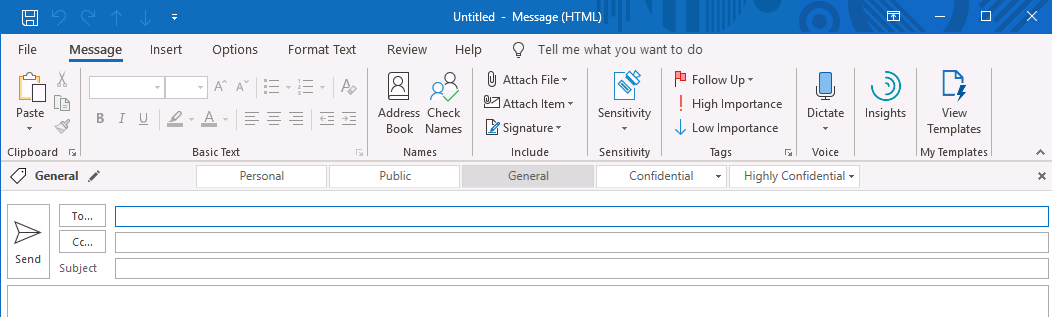 Untitled - Message (HTML)
File Message Insert Options Format Text Review Help Tell me what you want to do
Paste
B I U A
Address Book
Check Names
Attach File
Attach Item
Signature
Sensitivity
Follow Up
High Importance
Low Importance
Dictate
Insights
View Templates
Clipboard Basic Text Names Include Sensitivity Tags Voice My Templates
General Personal Public General Confidential Highly Confidential
To...
Cc...
Send
Subject